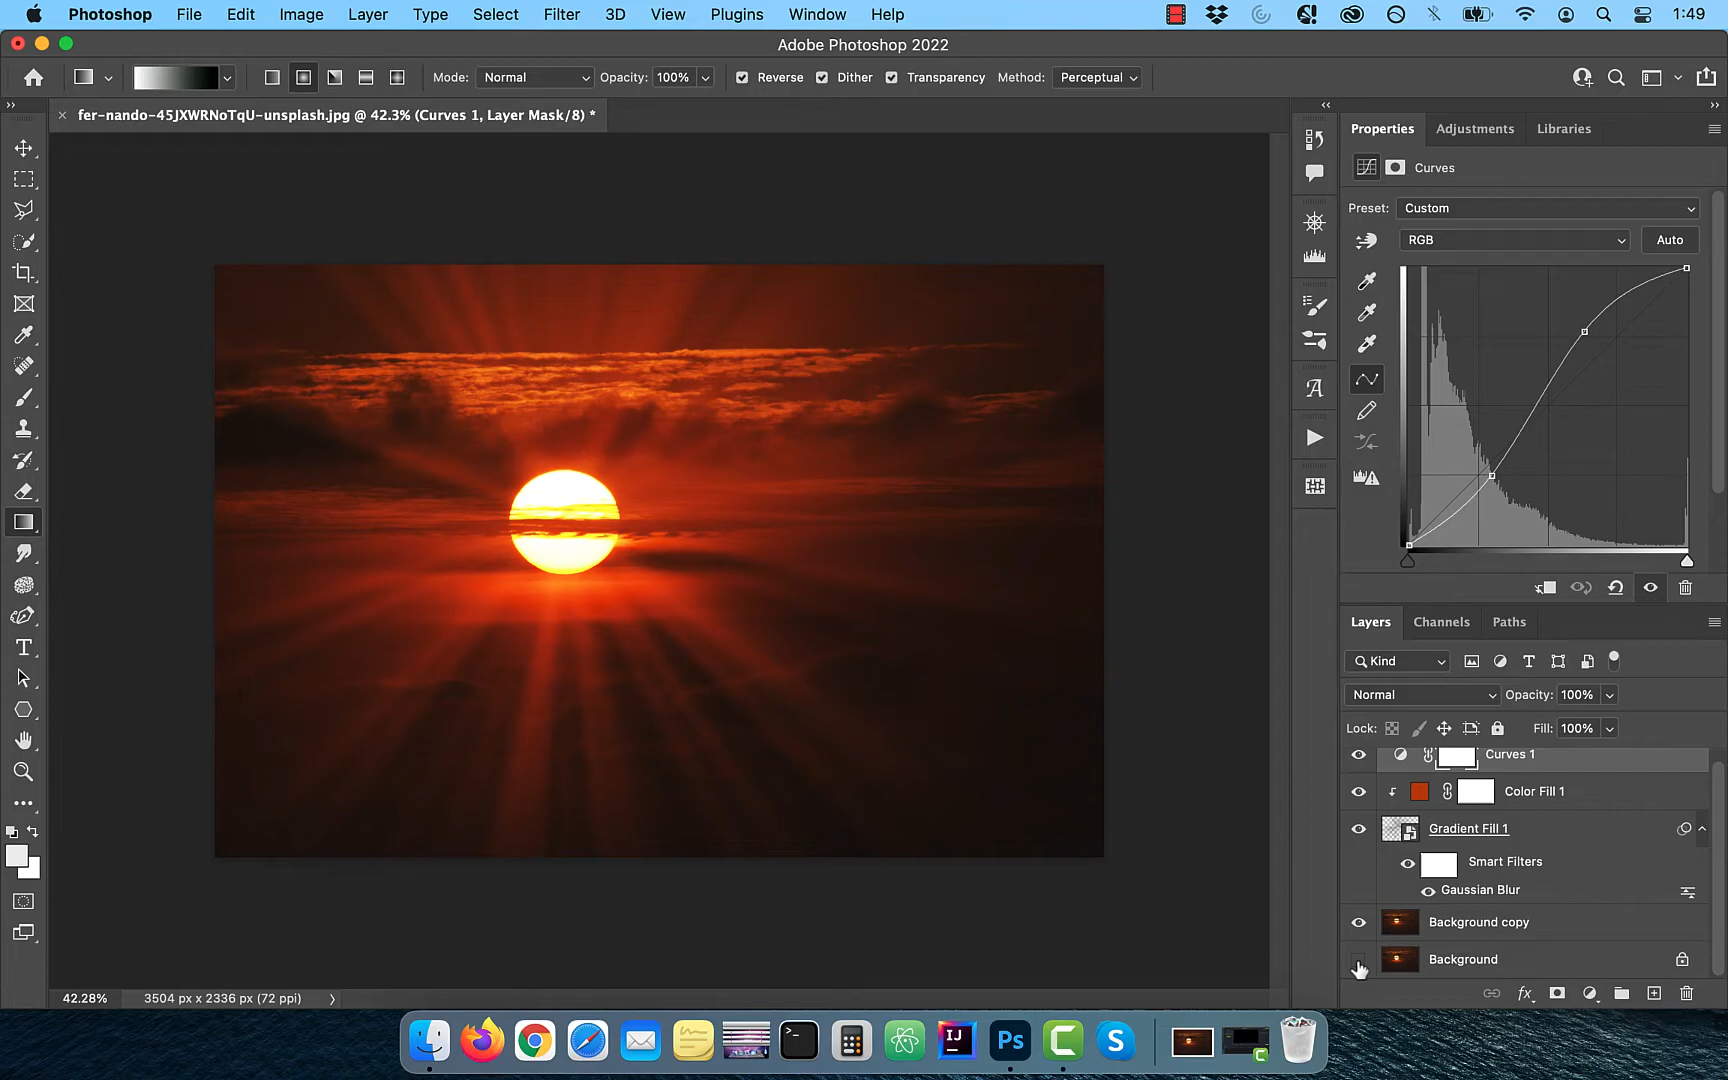 Photoshop File Edit Image Layer Type Select Filter 3D View Plugins Window Help 1:49
Adobe Photoshop 2022
Mode: Normal Opacity: 100% Reverse Dither Transparency Method: Perceptual
fer-nando-45JXWRNoTqU-unsplash.jpg @ 42.3% (Curves 1, Layer Mask/8) *
Properties Adjustments Libraries
Curves
Preset: Custom
RGB Auto
Layers Channels Paths
Kind
Normal Opacity: 100%
Lock: Fill: 100%
Curves 1
Color Fill 1
Gradient Fill 1
Smart Filters
Gaussian Blur
Background copy
Background
42.28% 3504 px x 2336 px (72 ppi)
fx
IJ Ps C S